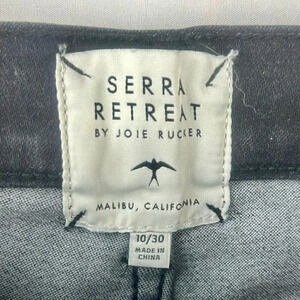 SERRA
RETREAT
BY JOIE RUCKER
MALIBU, CALIFORNIA
10/30
MADE IN
CHINA